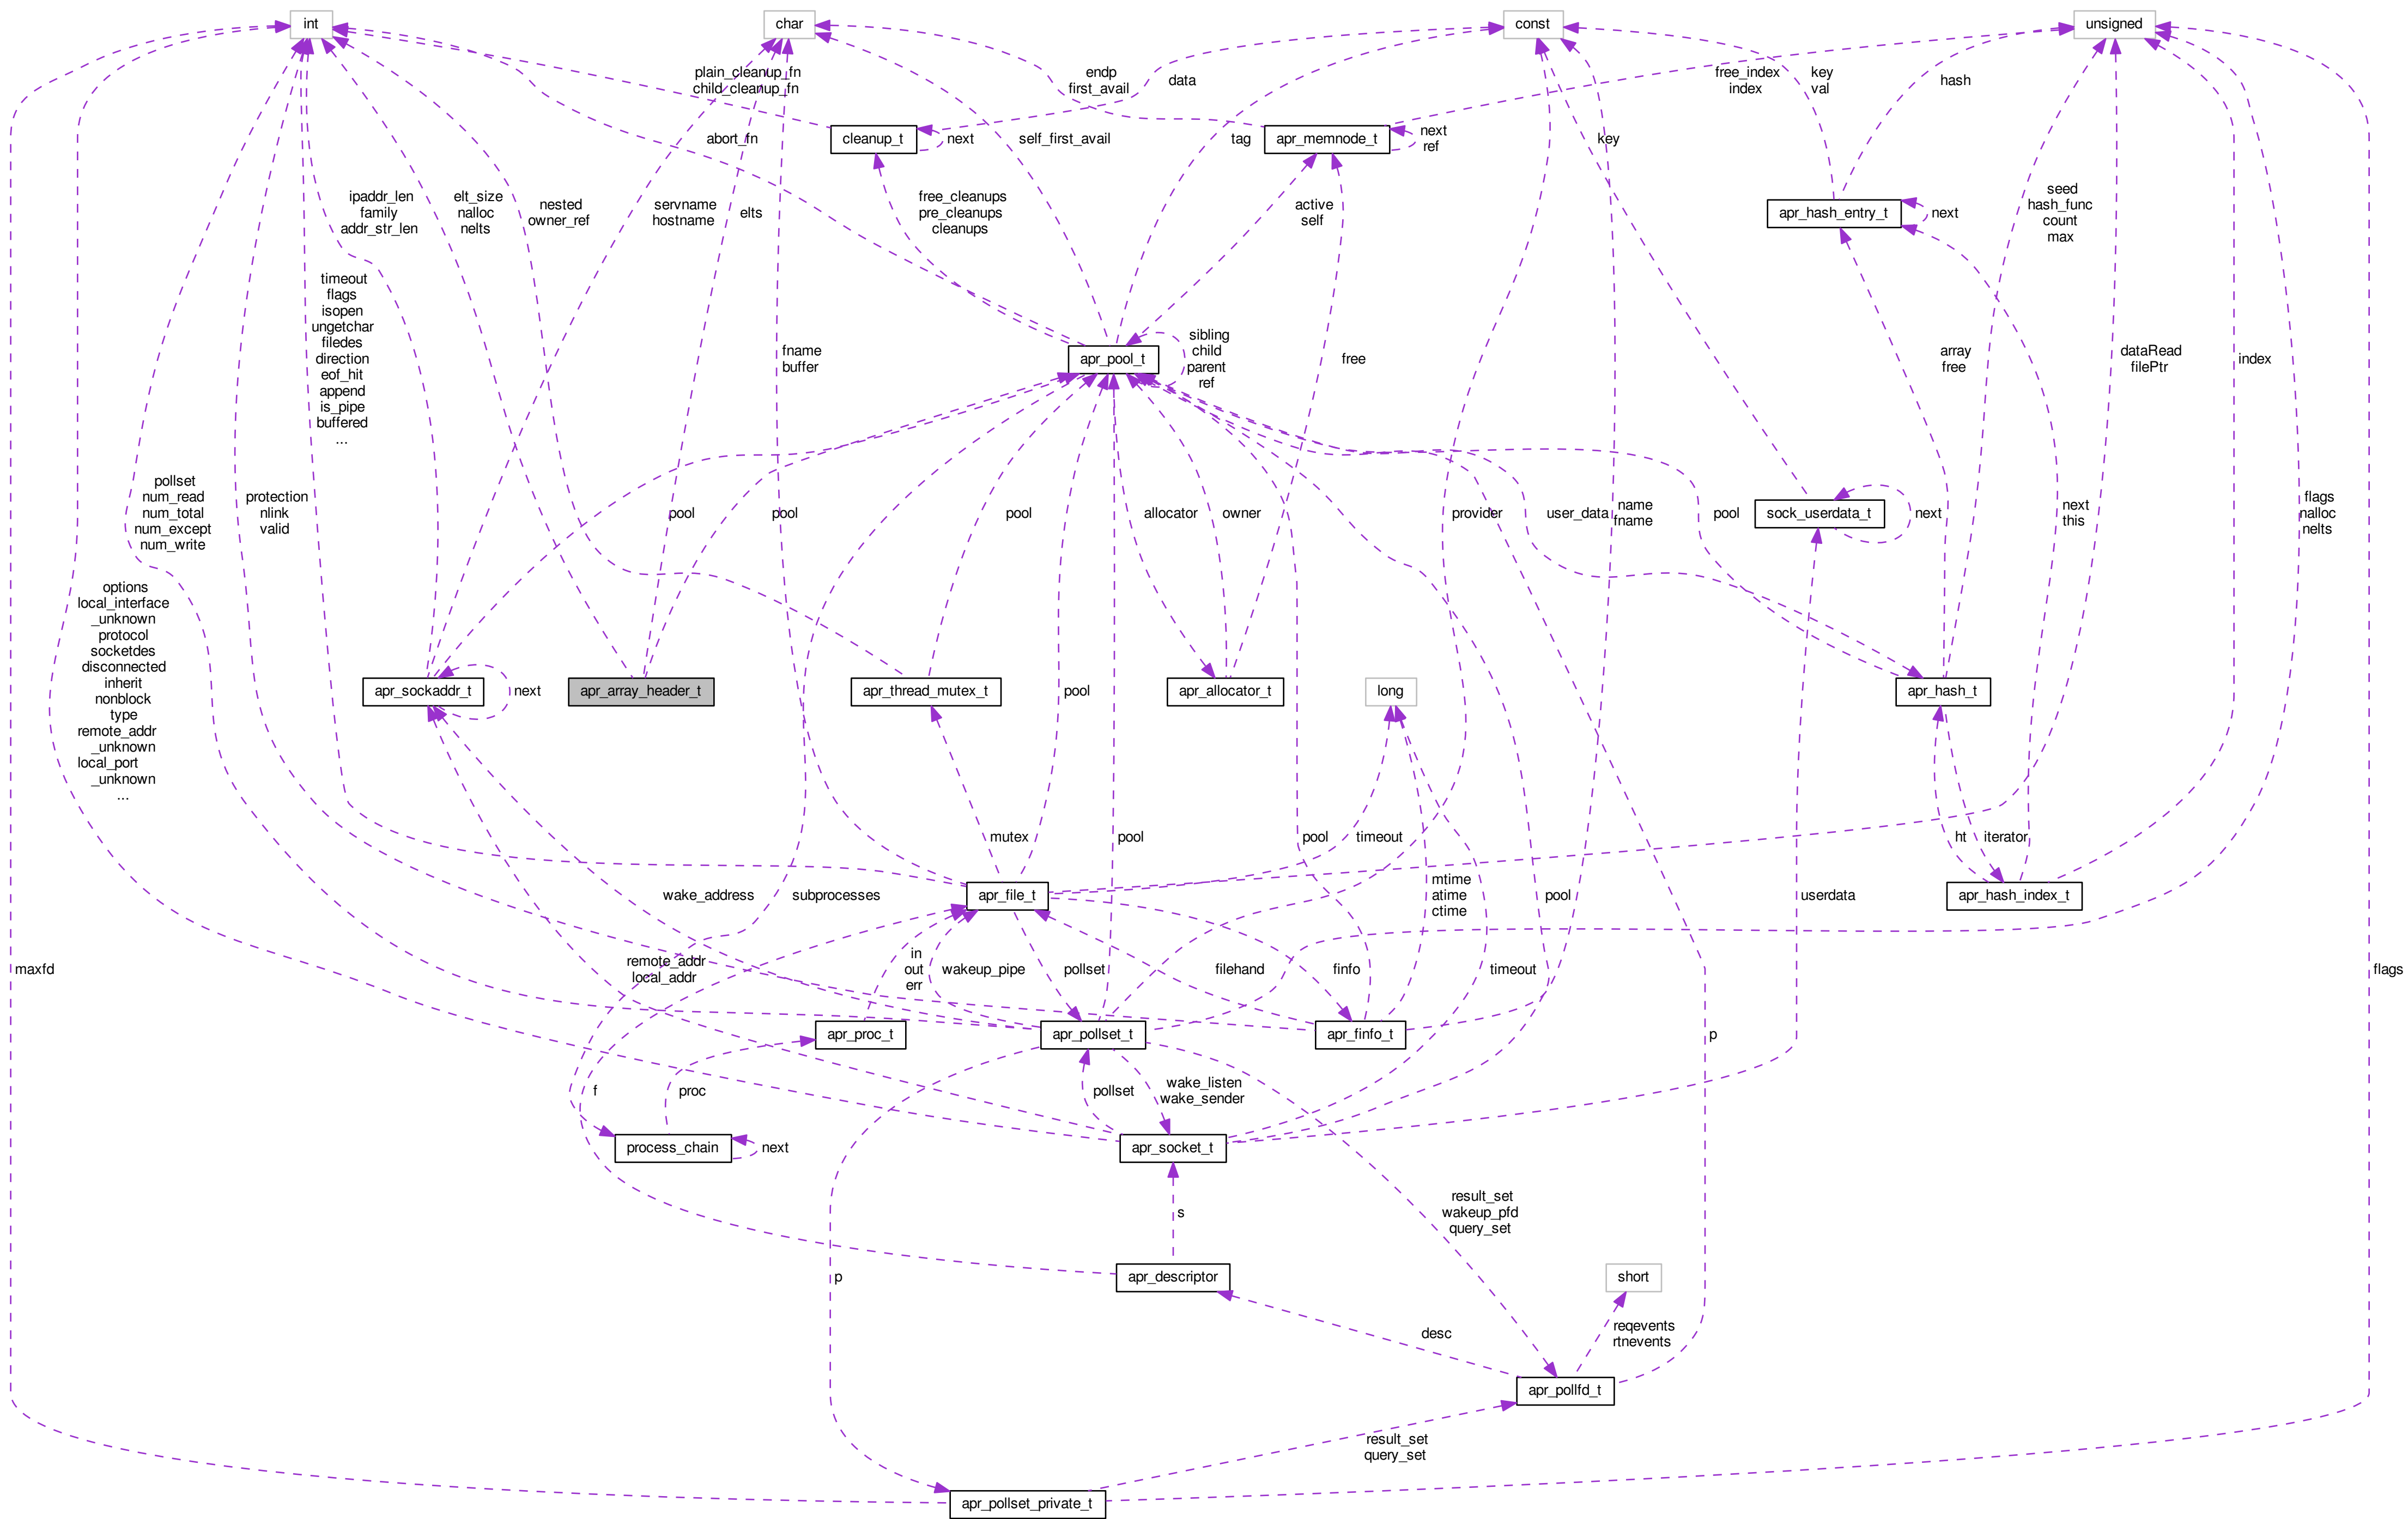 int
char
const
unsigned
plain_cleanup_fn
child_cleanup_fn
endp
first_avail
data
free_index
index
key
val
hash
abort_fn
cleanup_t
next
self_first_avail
tag
apr_memnode_t
next
ref
key
ipaddr_len
family
addr_str_len
elt_size
nalloc
nelts
nested
owner_ref
servname
hostname
elts
free_cleanups
pre_cleanups
cleanups
active
self
apr_hash_entry_t
next
seed
hash_func
count
max
timeout
flags
isopen
ungetchar
filedes
direction
eof_hit
append
is_pipe
buffered
...
fname
buffer
apr_pool_t
sibling
child
parent
ref
free
array
free
dataRead
filePtr
index
pollset
num_read
num_total
num_except
num_write
protection
nlink
valid
pool
pool
pool
allocator
owner
provider
user_data
name
fname
pool
sock_userdata_t
next
next
this
flags
nalloc
nelts
options
local_interface
_unknown
protocol
socketdes
disconnected
inherit
nonblock
type
remote_addr
_unknown
local_port
_unknown
...
apr_sockaddr_t
next
apr_array_header_t
apr_thread_mutex_t
pool
apr_allocator_t
long
apr_hash_t
mutex
pool
pool
timeout
ht
iterator
wake_address
subprocesses
apr_file_t
mtime
atime
ctime
pool
userdata
apr_hash_index_t
maxfd
remote_addr
local_addr
in
out
err
wakeup_pipe
pollset
filehand
finfo
timeout
flags
apr_proc_t
apr_pollset_t
apr_finfo_t
p
f
proc
pollset
wake_listen
wake_sender
process_chain
next
apr_socket_t
s
result_set
wakeup_pfd
query_set
p
apr_descriptor
short
desc
reqevents
rtnevents
apr_pollfd_t
result_set
query_set
apr_pollset_private_t